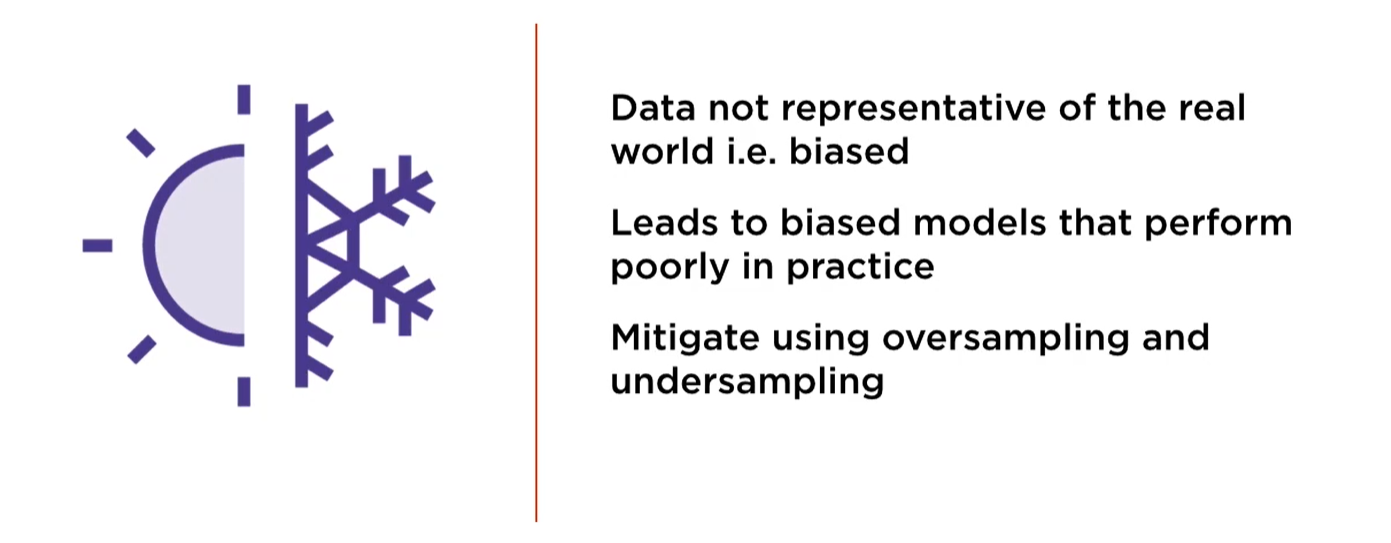 Data not representative of the real
world i.e. biased
Leads to biased models that perform
poorly in practice
Mitigate using oversampling and
undersampling